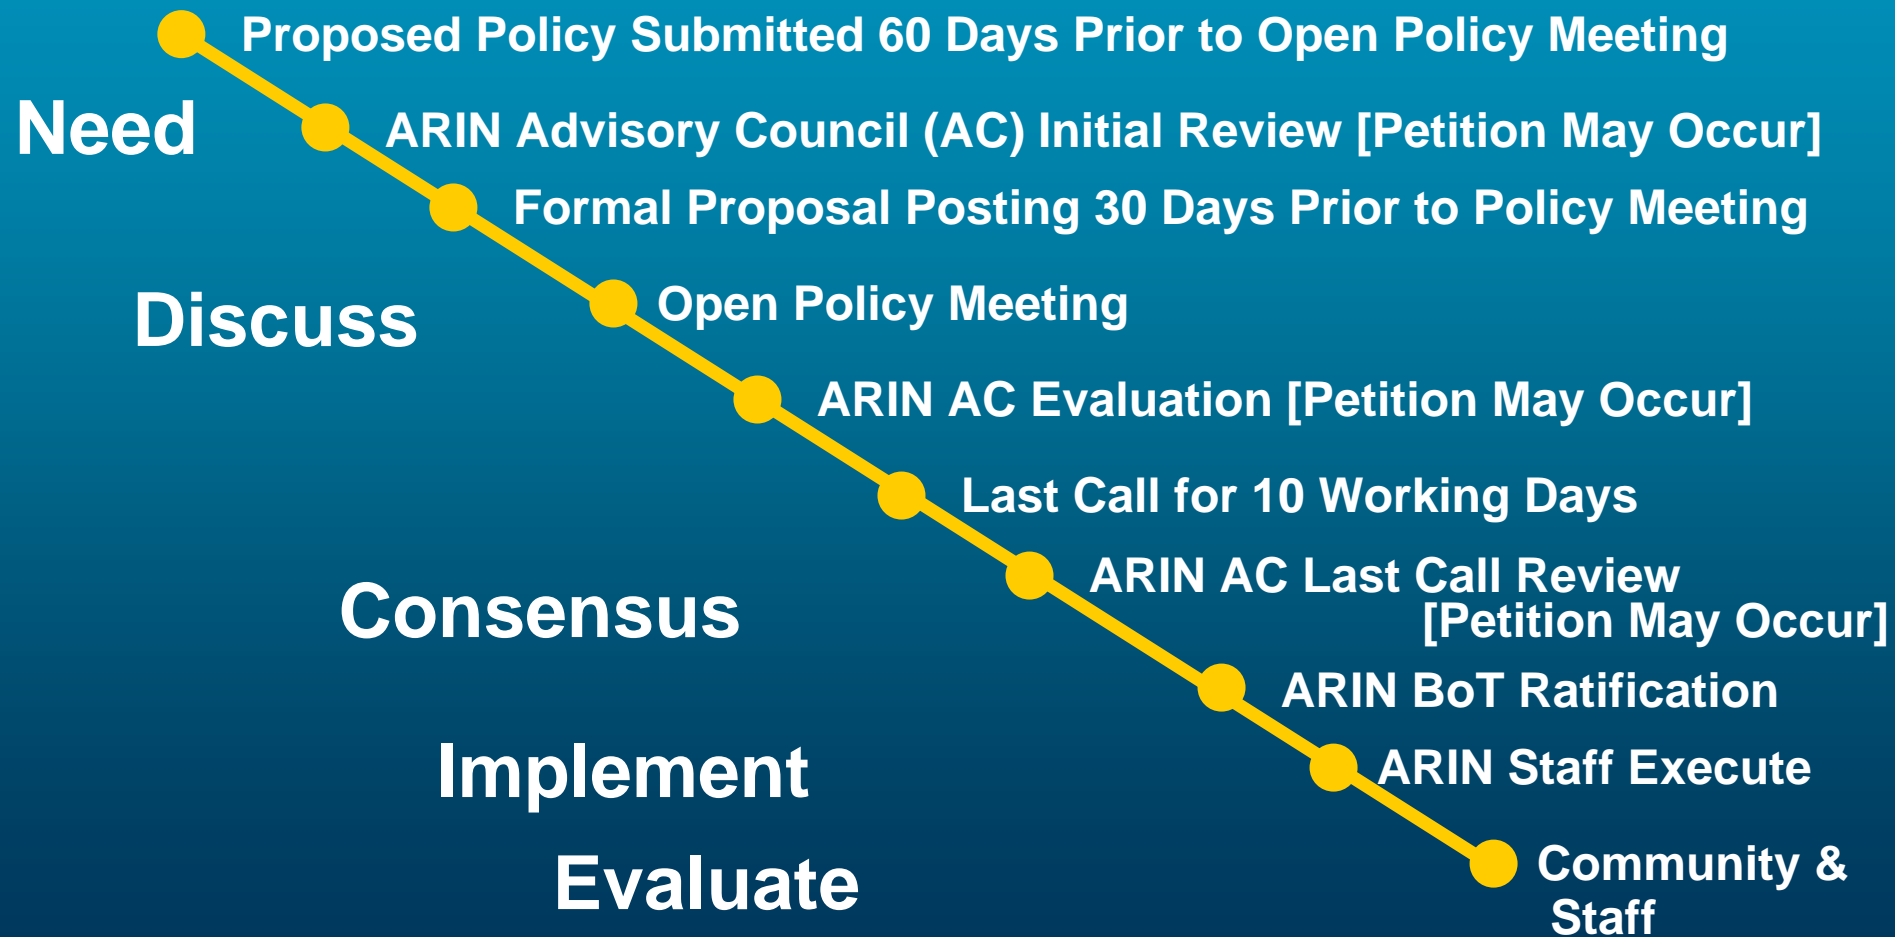 Proposed Policy Submitted 60 Days Prior to Open Policy Meeting
Need
ARIN Advisory Council (AC) Initial Review [Petition May Occur]
Formal Proposal Posting 30 Days Prior to Policy Meeting
Discuss
Open Policy Meeting
ARIN AC Evaluation [Petition May Occur]
Last Call for 10 Working Days
Consensus
ARIN AC Last Call Review
[Petition May Occur]
ARIN BoT Ratification
Implement
ARIN Staff Execute
Evaluate
Community &
Staff